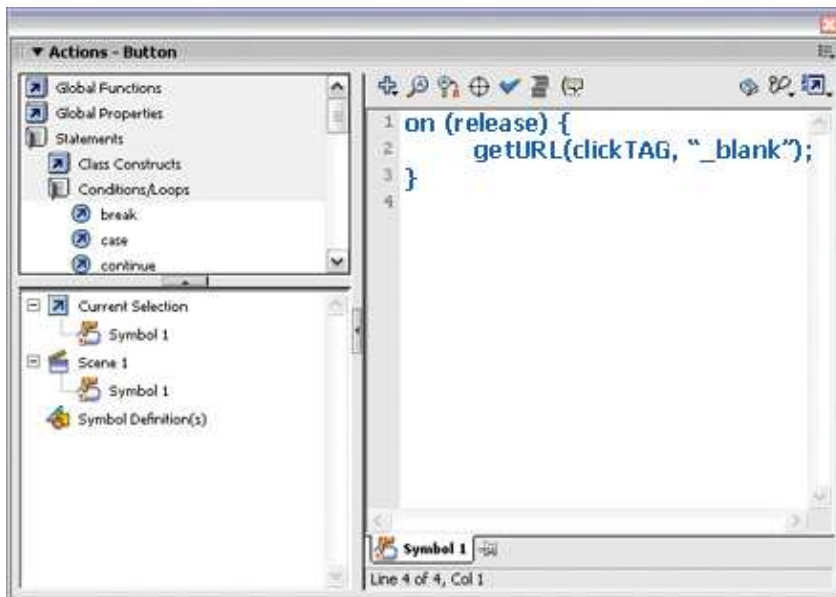 Actions - Button
Global Functions
Global Properties
Statements
Class Constructs
Conditions/Loops
break
case
continue
Current Selection
Symbol 1
Scene 1
Symbol 1
Symbol Definition(s)
1 on (release) {
2 getURL(clickTAG, “_blank”);
3 }
4
Symbol 1
Line 4 of 4, Col 1